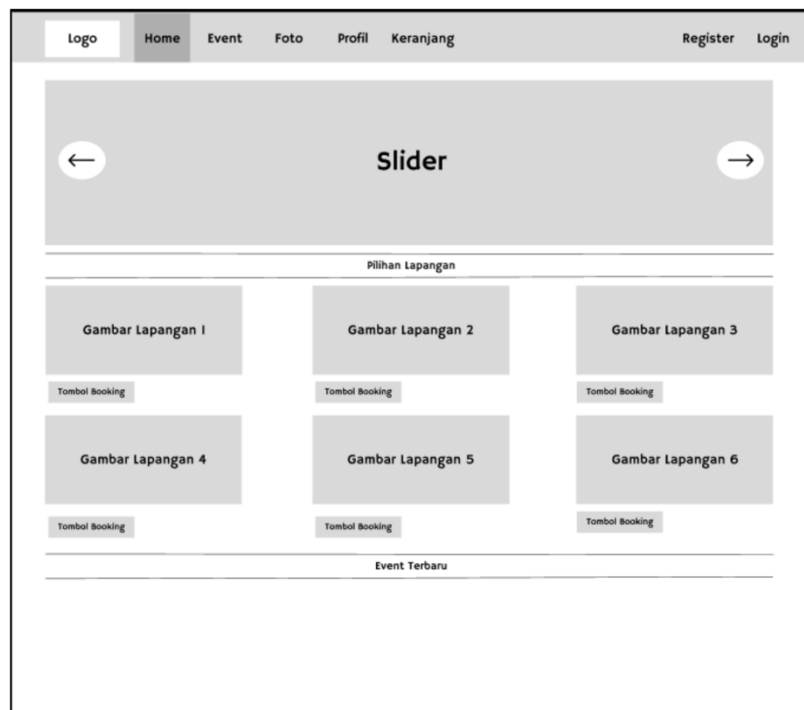 Logo Home Event Foto Profil Keranjang Register Login
Slider
Pilihan Lapangan
Gambar Lapangan 1 Gambar Lapangan 2 Gambar Lapangan 3
Tombol Booking Tombol Booking Tombol Booking
Gambar Lapangan 4 Gambar Lapangan 5 Gambar Lapangan 6
Tombol Booking Tombol Booking Tombol Booking
Event Terbaru